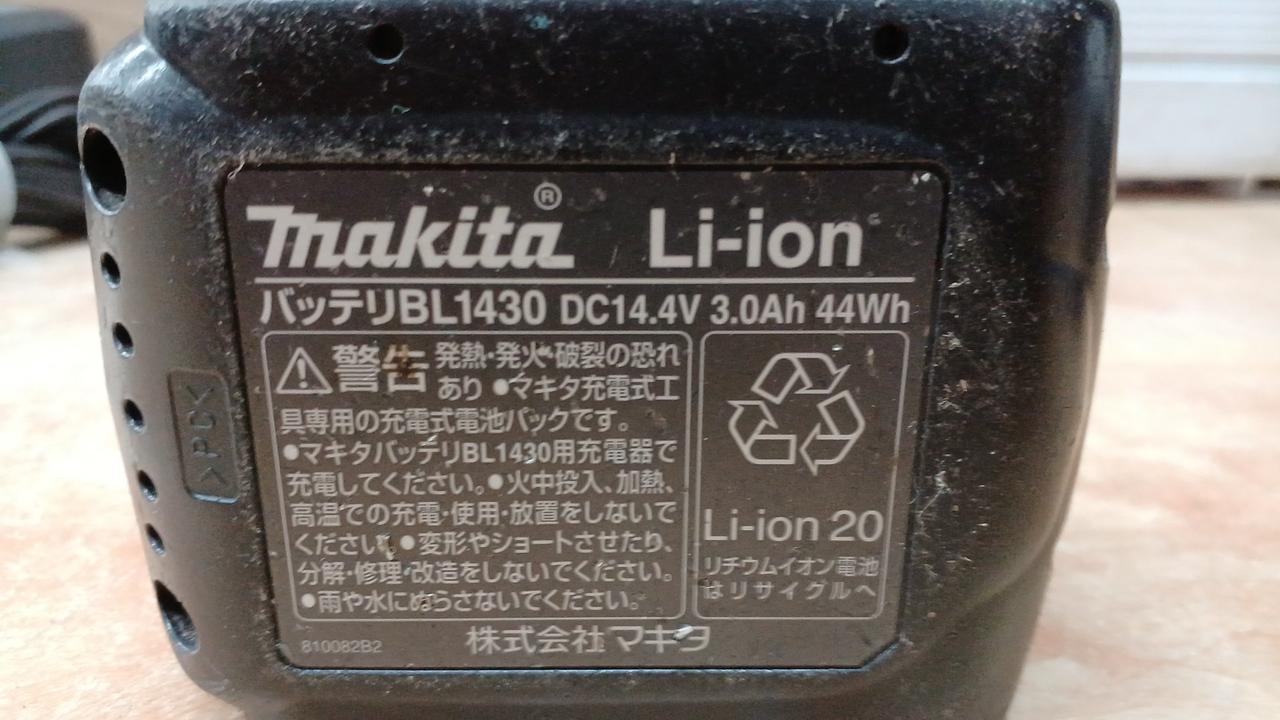 makita® Li-ion
バッテリBL1430 DC14.4V 3.0Ah 44Wh
⚠警告 発熱・発火・破裂の恐れ
あり ●マキタ充電式工
具専用の充電式電池パックです。
●マキタバッテリBL1430用充電器で
充電してください。●火中投入、加熱、
高温での充電・使用・放置をしないで
ください。●変形やショートさせたり、
分解・修理・改造をしないでください。
●雨や水にぬらさないでください。
Li-ion 20
リチウムイオン電池
はリサイクルへ
810082B2
株式会社マキタ
>PC<